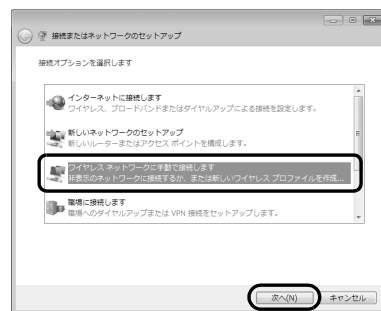 接続またはネットワークのセットアップ
接続オプションを選択します
インターネットに接続します
ワイヤレス、ブロードバンドまたはダイヤルアップによる接続を設定します。
新しいネットワークのセットアップ
新しいルーターまたはアクセス ポイントを構成します。
ワイヤレス ネットワークに手動で接続します
非表示のネットワークに接続するか、または新しいワイヤレス プロファイルを作成...
職場に接続します
職場へのダイヤルアップまたは VPN 接続をセットアップします。
次へ(N)
キャンセル